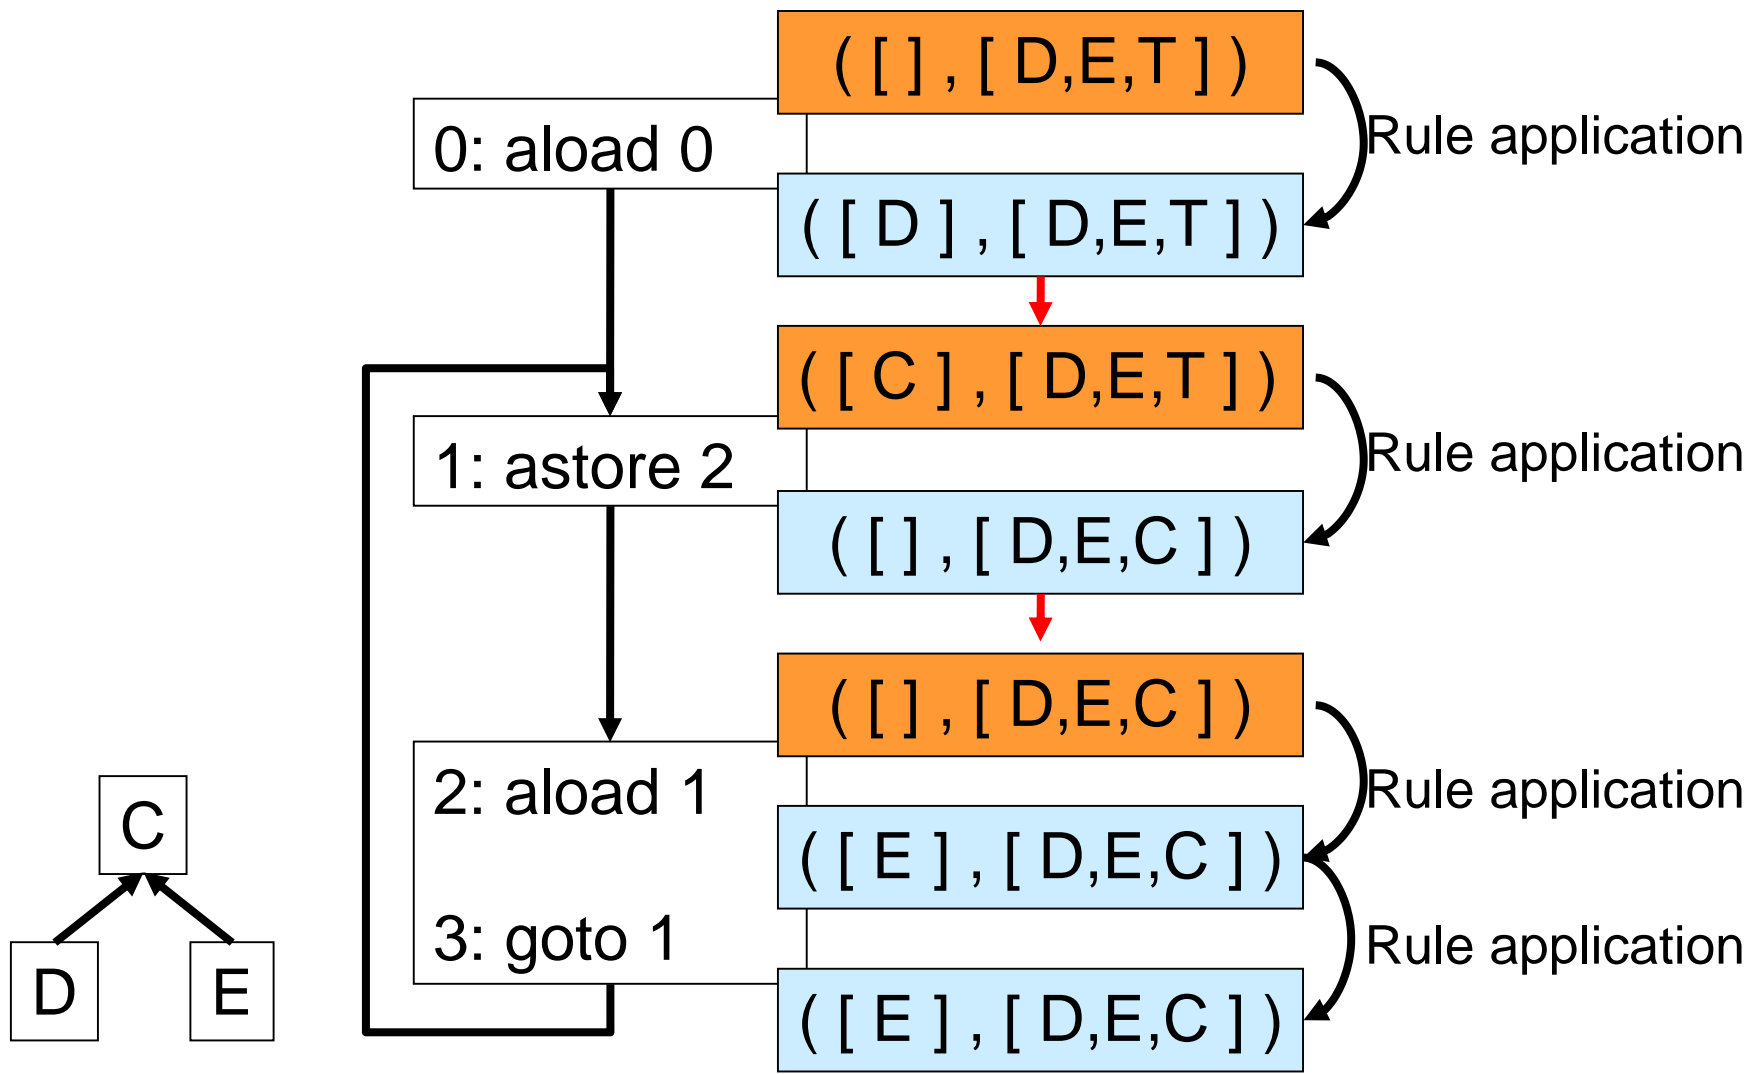 ( [ ] , [ D,E,T ] )
Rule application
0: aload 0
( [ D ] , [ D,E,T ] )
( [ C ] , [ D,E,T ] )
Rule application
1: astore 2
( [ ] , [ D,E,C ] )
( [ ] , [ D,E,C ] )
2: aload 1
Rule application
C
( [ E ] , [ D,E,C ] )
3: goto 1
Rule application
D
E
( [ E ] , [ D,E,C ] )